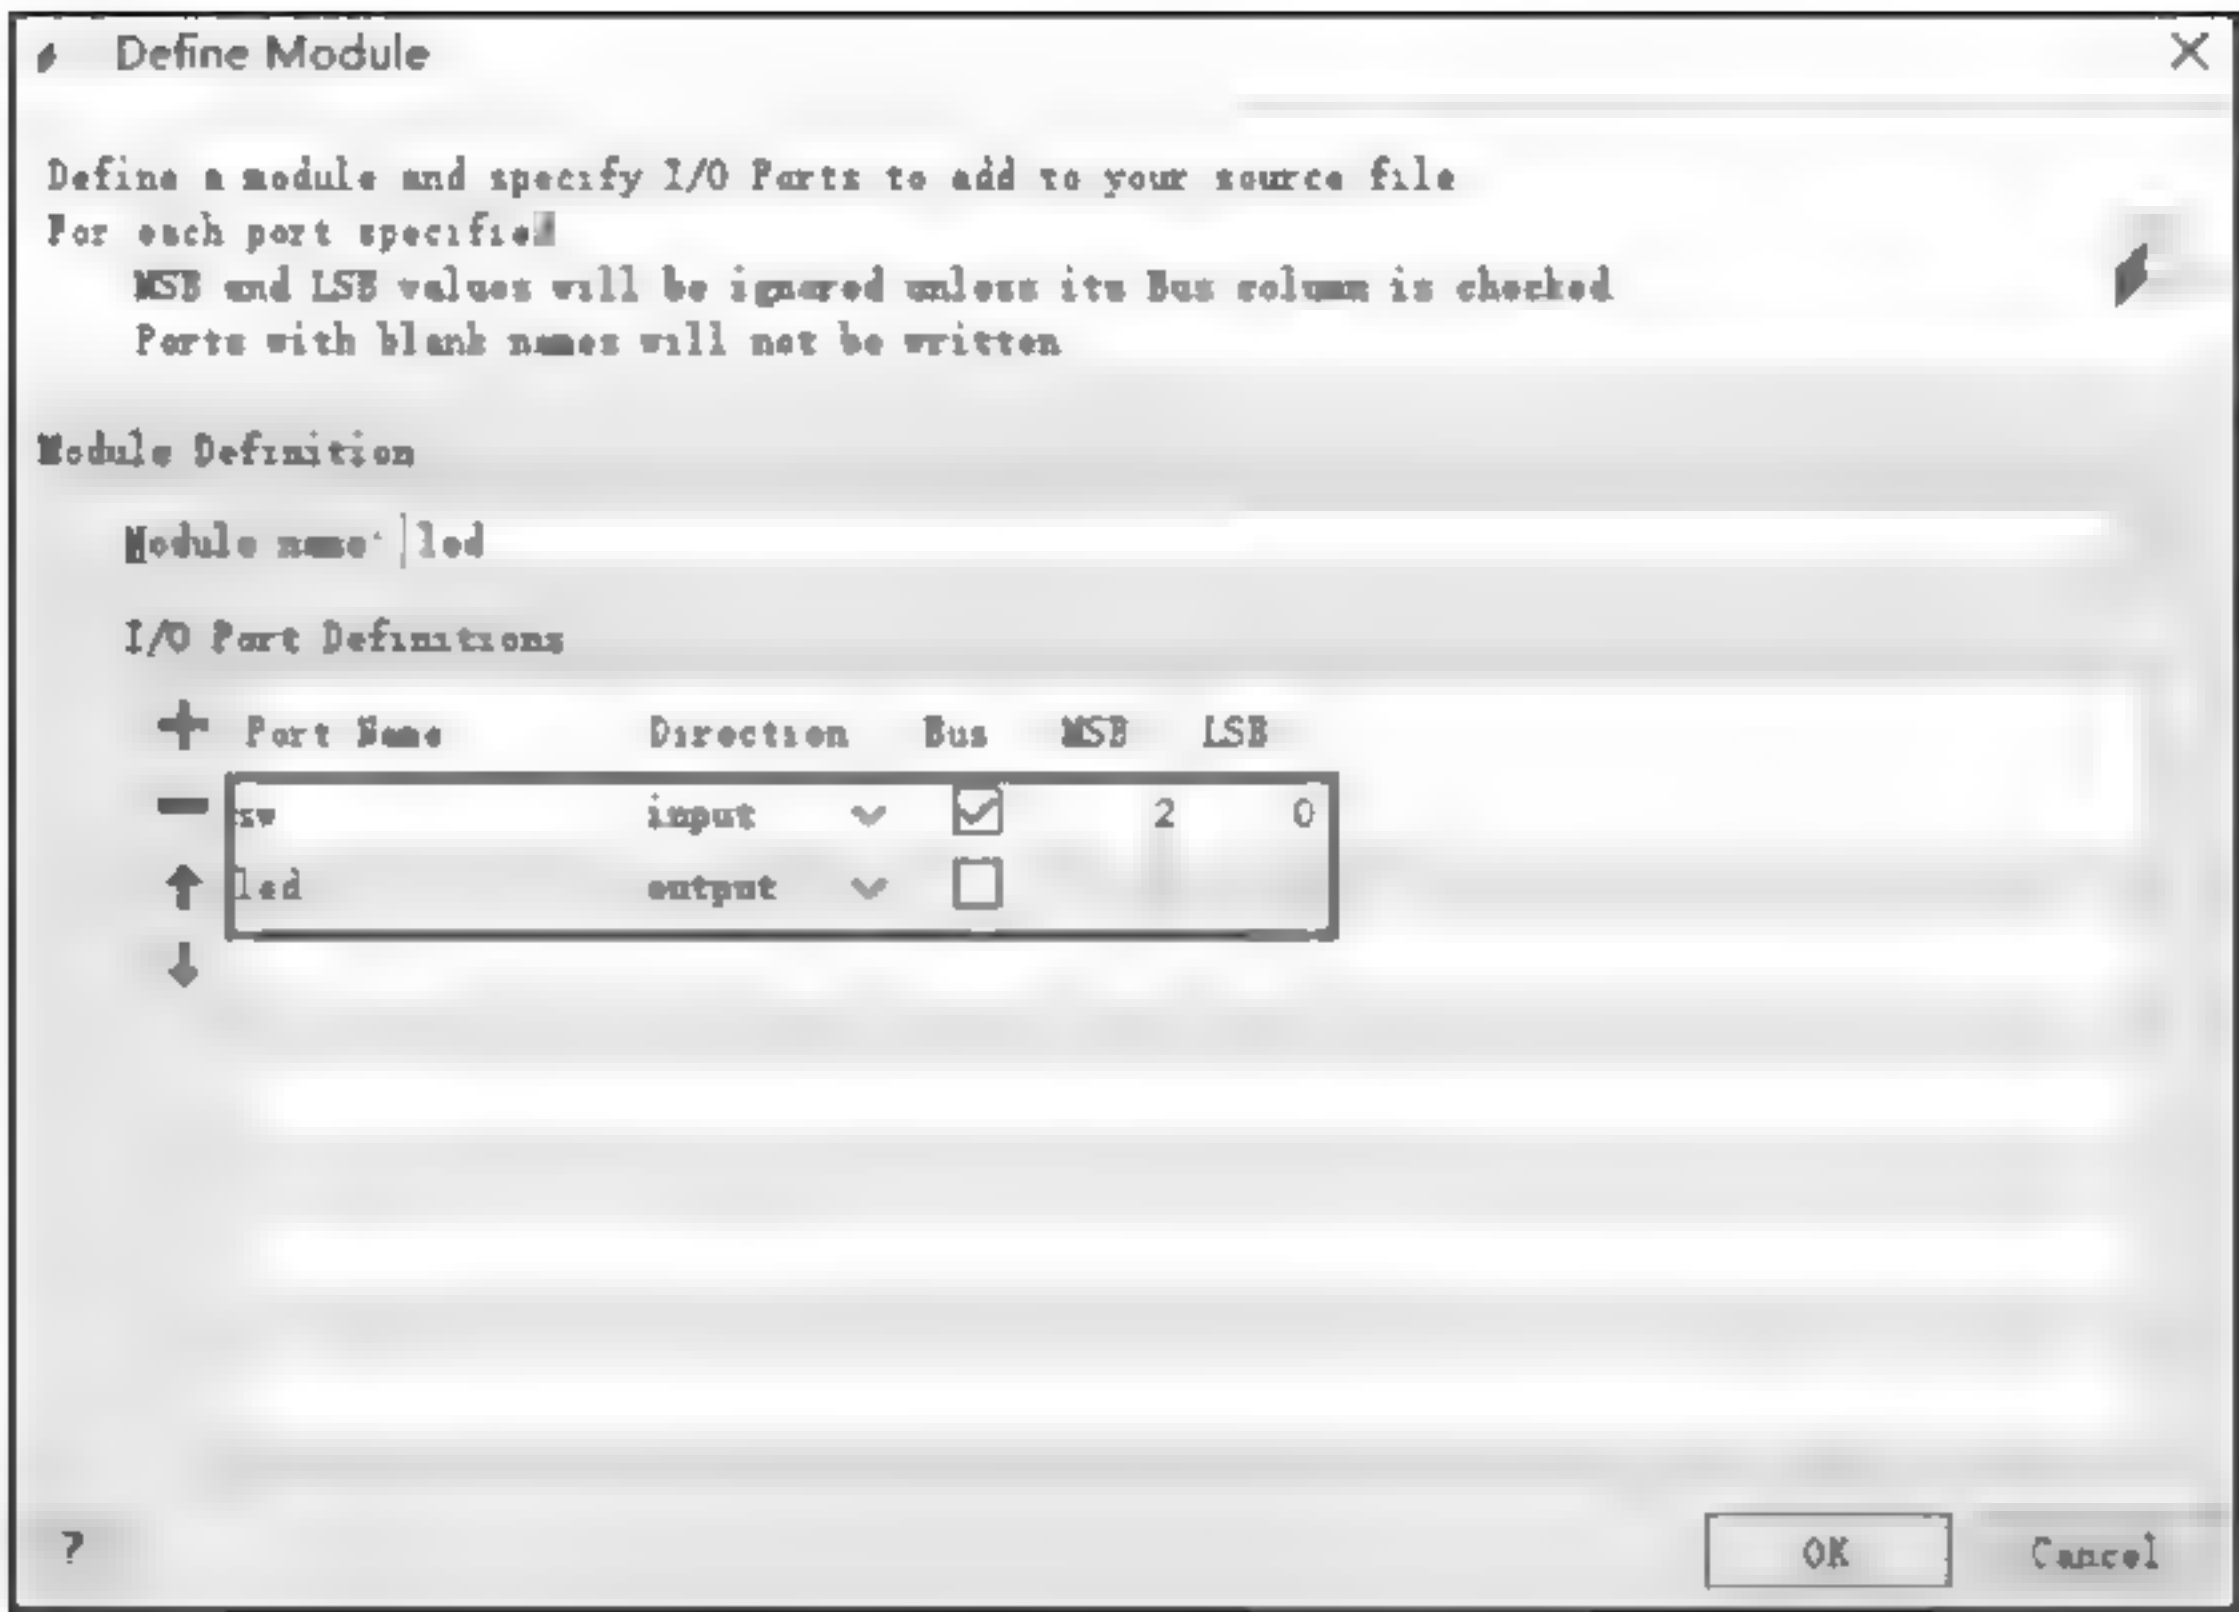 Define Module
Define a module and specify I/O Ports to add to your source file
For each port specified
MSB and LSB values will be ignored unless its Bus column is checked
Ports with blank names will not be written
Module Definition
Module name: led
I/O Port Definitions
Port Name Direction Bus MSB LSB
sw input 2 0
led output
? OK Cancel